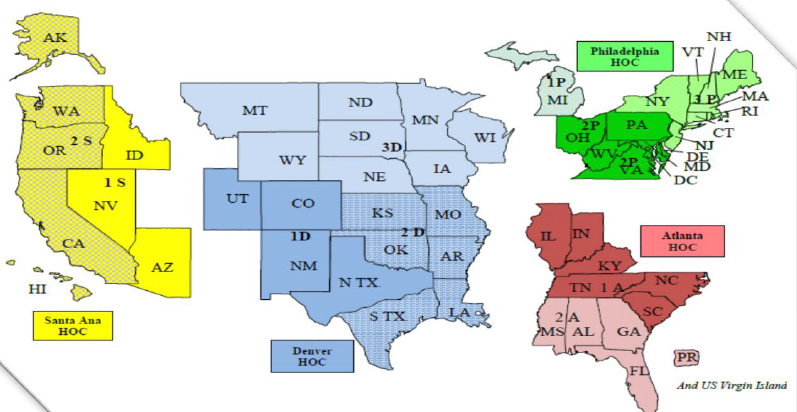 AK
WA
OR
2 S
ID
1 S
NV
CA
AZ
HI
Santa Ana
HOC
MT
ND
MN
SD
3D
WI
WY
NE
IA
UT
CO
KS
MO
1D
2 D
NM
OK
AR
N TX
S TX
LA
Denver
HOC
Philadelphia
HOC
1P
MI
VT
NH
ME
NY
3 P
MA
RI
CT
2P
OH
PA
NJ
WV
2P
VA
DE
MD
DC
IL
IN
Atlanta
HOC
KY
TN 1 A
NC
SC
2 A
MS
AL
GA
FL
PR
And US Virgin Island